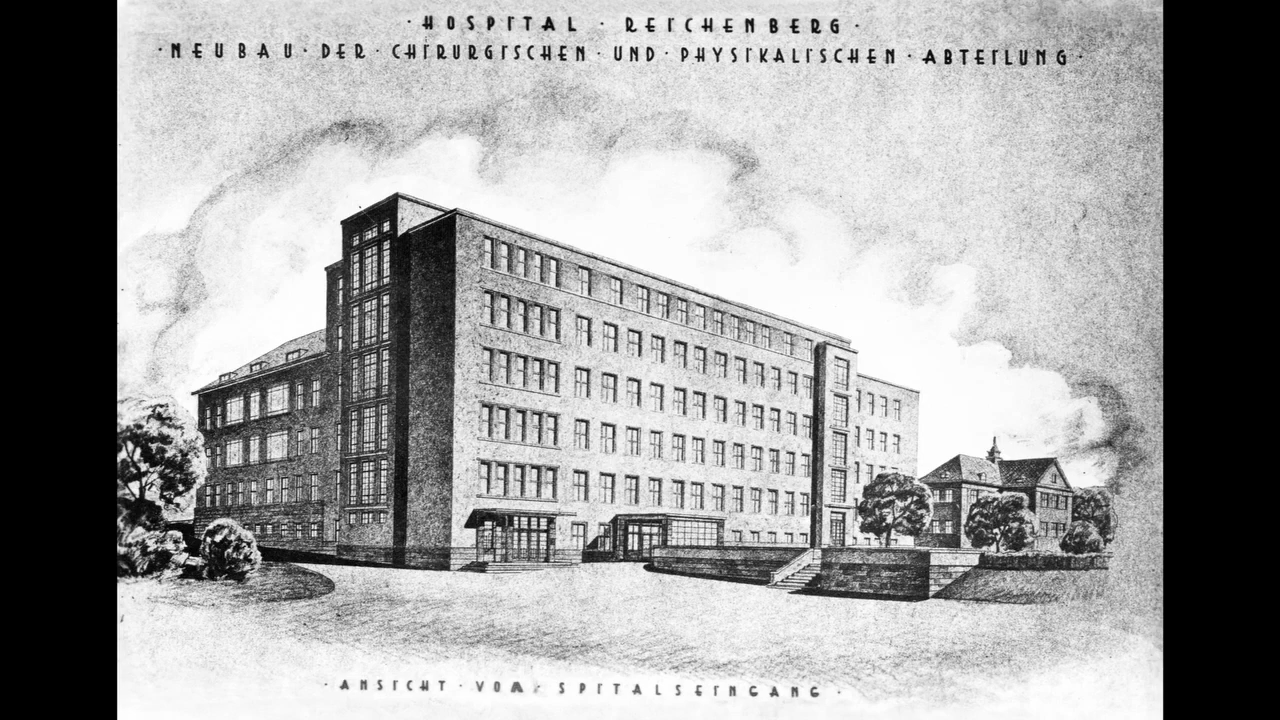 · HOSPITAL · REICHENBERG ·
· NEUBAU · DER · CHIRURGISCHEN · UND · PHYSIKALISCHEN · ABTEILUNG ·
· ANSICHT · VOM · SPITALSEINGANG ·